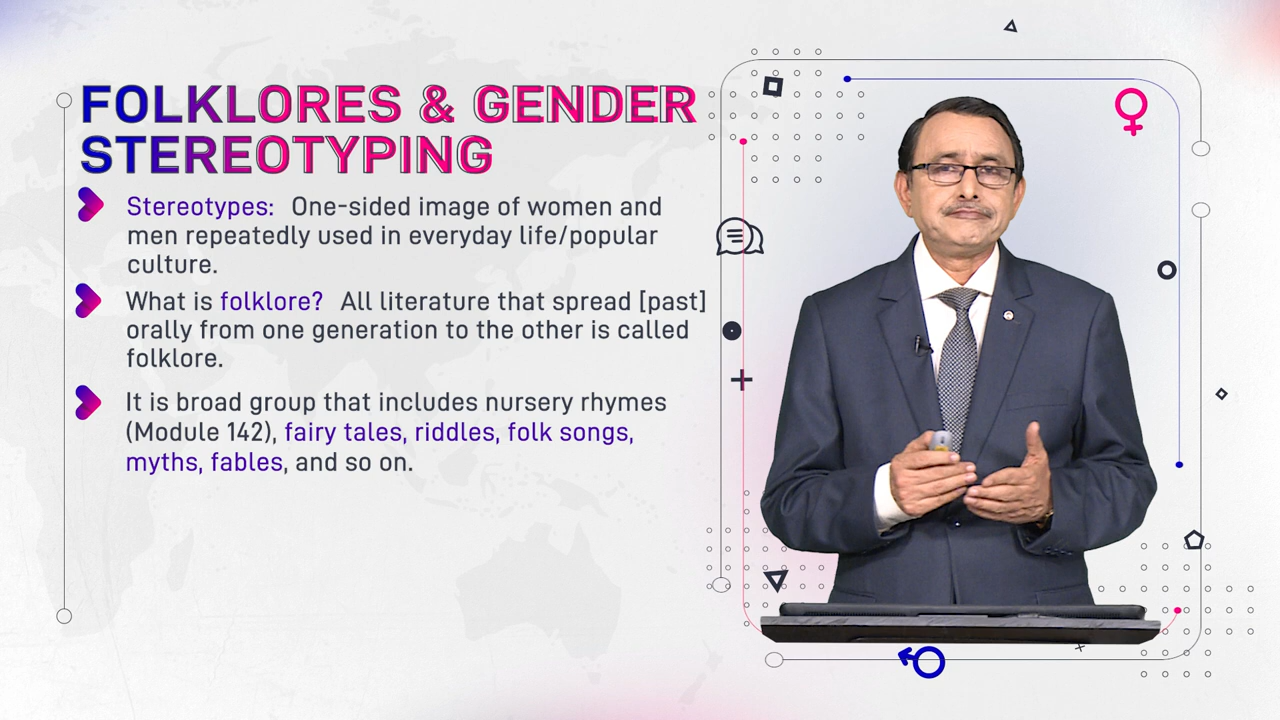 FOLKLORES & GENDER
STEREOTYPING
Stereotypes: One-sided image of women and
men repeatedly used in everyday life/popular
culture.
What is folklore? All literature that spread [past]
orally from one generation to the other is called
folklore.
It is broad group that includes nursery rhymes
(Module 142), fairy tales, riddles, folk songs,
myths, fables, and so on.